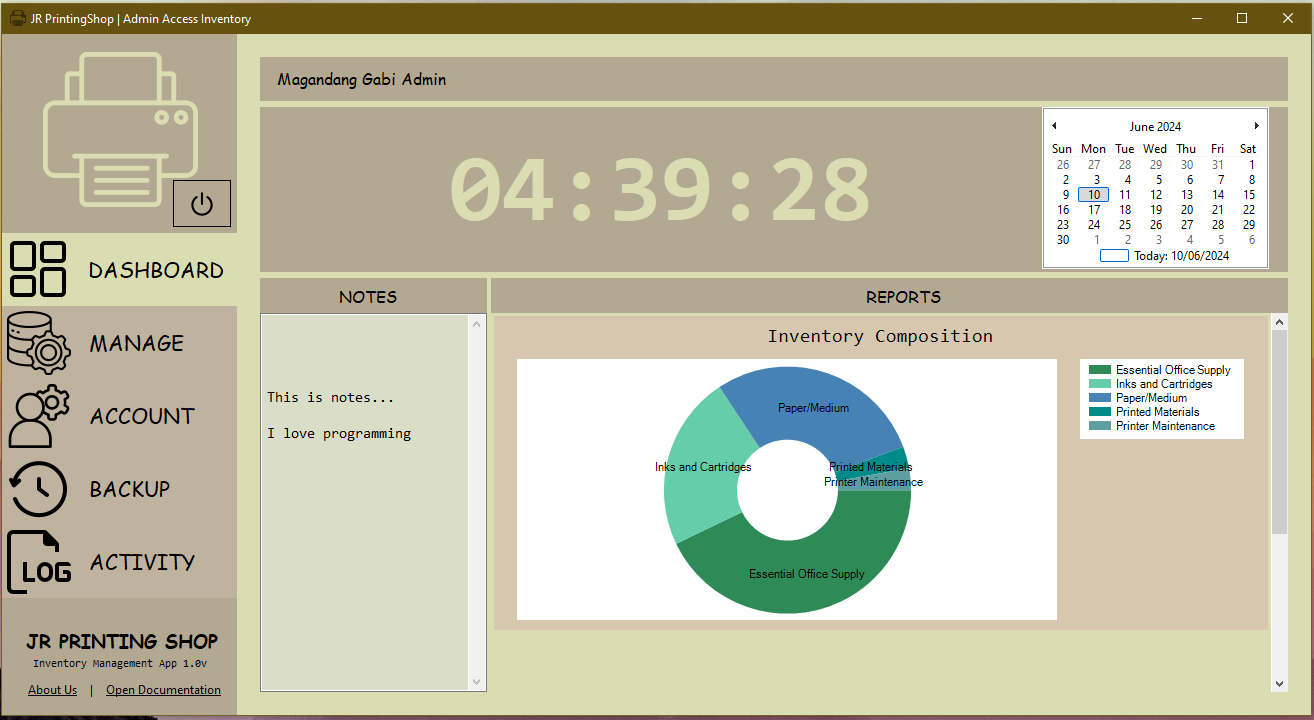 JR PrintingShop | Admin Access Inventory
Magandang Gabi Admin
04:39:28
June 2024
Sun Mon Tue Wed Thu Fri Sat
26 27 28 29 30 31 1
2 3 4 5 6 7 8
9 10 11 12 13 14 15
16 17 18 19 20 21 22
23 24 25 26 27 28 29
30 1 2 3 4 5 6
Today: 10/06/2024
DASHBOARD
MANAGE
ACCOUNT
BACKUP
LOG
ACTIVITY
JR PRINTING SHOP
Inventory Management App 1.0v
About Us | Open Documentation
NOTES
This is notes...
I love programming
REPORTS
Inventory Composition
Paper/Medium
Inks and Cartridges
Printed Materials
Printer Maintenance
Essential Office Supply
Essential Office Supply
Inks and Cartridges
Paper/Medium
Printed Materials
Printer Maintenance